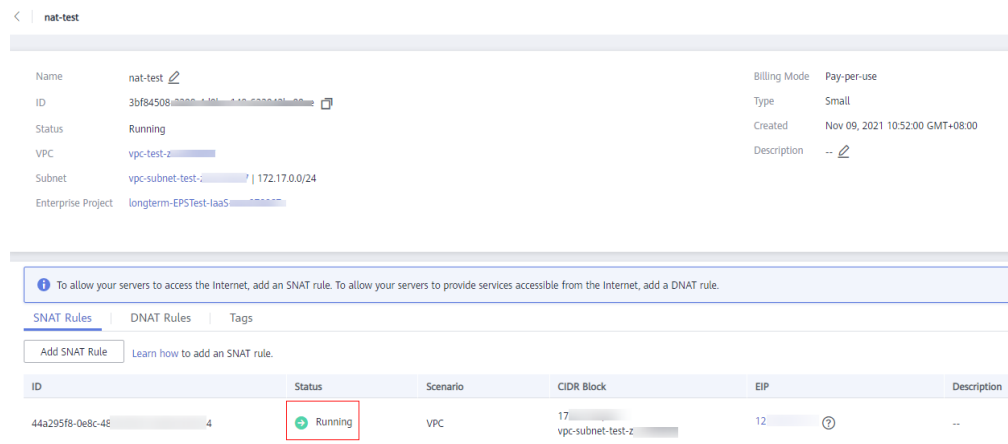 nat-test
Name nat-test
Billing Mode Pay-per-use
ID 3bf84508
Type Small
Status Running
Created Nov 09, 2021 10:52:00 GMT+08:00
VPC vpc-test-z
Description --
Subnet vpc-subnet-test- | 172.17.0.0/24
Enterprise Project longterm-EPSTest-IaaS
To allow your servers to access the Internet, add an SNAT rule. To allow your servers to provide services accessible from the Internet, add a DNAT rule.
SNAT Rules DNAT Rules Tags
Add SNAT Rule Learn how to add an SNAT rule.
ID Status Scenario CIDR Block EIP Description
44a295f8-0e8c-48 4 Running VPC 17 12 --
vpc-subnet-test-z